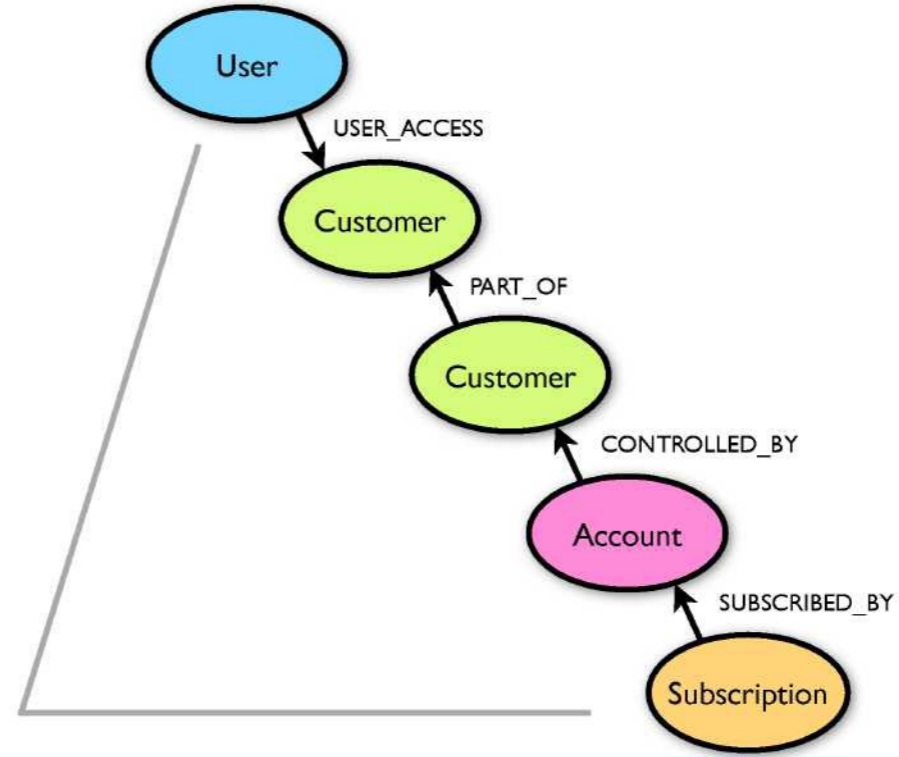 User
USER_ACCESS
Customer
PART_OF
Customer
CONTROLLED_BY
Account
SUBSCRIBED_BY
Subscription